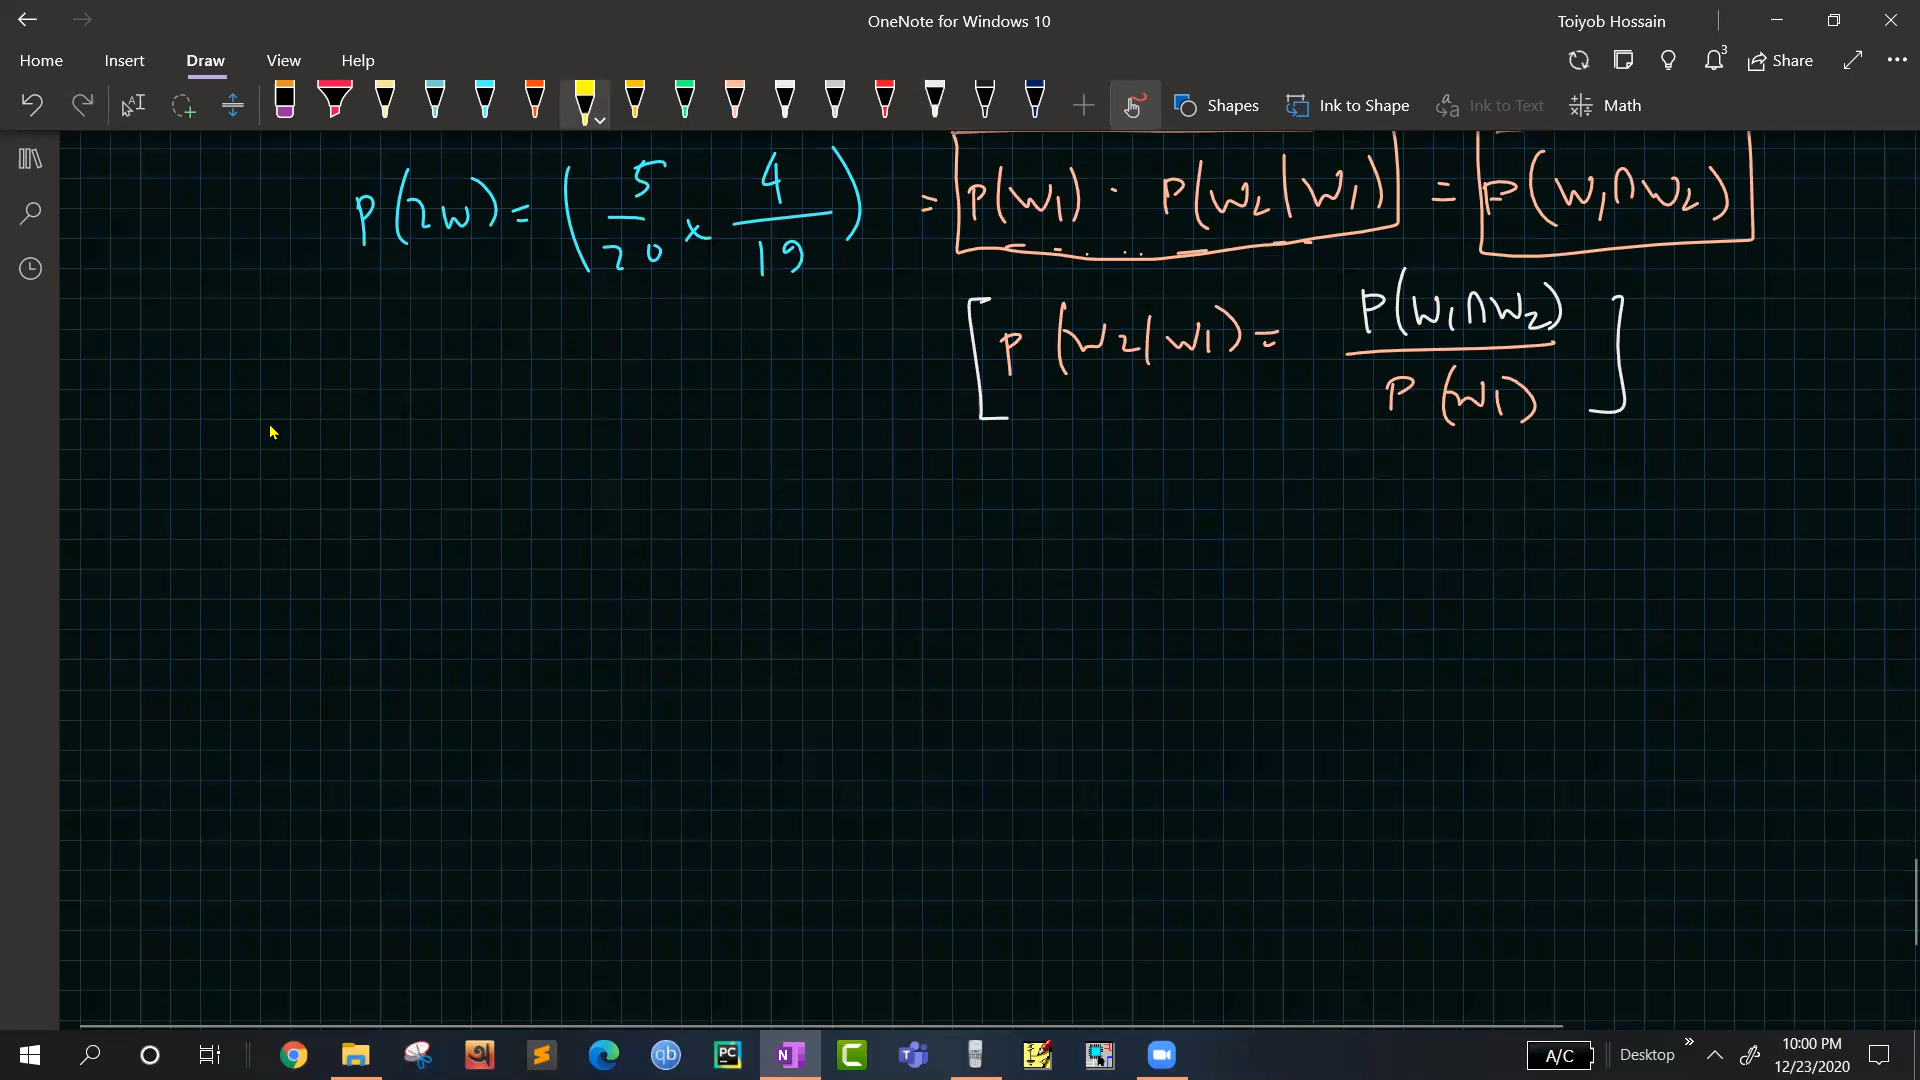 OneNote for Windows 10
Toiyob Hossain
Home Insert Draw View Help
3
Share
Shapes Ink to Shape Ink to Text Math
P(2W) = (5/20 × 4/19) = P(W1) · P(W2|W1) = P(W1∩W2)
[P(W2|W1) = P(W1∩W2)/P(W1)]
A/C Desktop 10:00 PM
12/23/2020